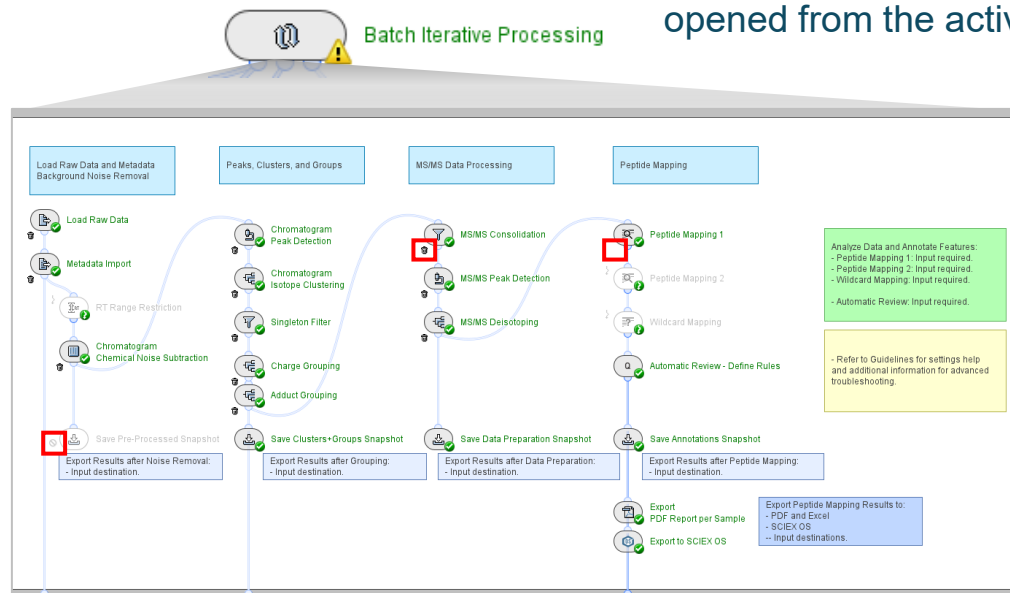 opened from the activ
Batch Iterative Processing
Load Raw Data and Metadata
Background Noise Removal
Peaks, Clusters, and Groups
MS/MS Data Processing
Peptide Mapping
Load Raw Data
Metadata Import
RT Range Restriction
Chromatogram
Chemical Noise Subtraction
Save Pre-Processed Snapshot
Export Results after Noise Removal:
- Input destination.
Chromatogram
Peak Detection
Chromatogram
Isotope Clustering
Singleton Filter
Charge Grouping
Adduct Grouping
Save Clusters+Groups Snapshot
Export Results after Grouping:
- Input destination.
MS/MS Consolidation
MS/MS Peak Detection
MS/MS Deisotoping
Save Data Preparation Snapshot
Export Results after Data Preparation:
- Input destination.
Peptide Mapping 1
Peptide Mapping 2
Wildcard Mapping
Automatic Review - Define Rules
Save Annotations Snapshot
Export Results after Peptide Mapping:
- Input destination.
Export
PDF Report per Sample
Export to SCIEX OS
Export Peptide Mapping Results to:
- PDF and Excel
- SCIEX OS
-- Input destinations.
Analyze Data and Annotate Features:
- Peptide Mapping 1: Input required.
- Peptide Mapping 2: Input required.
- Wildcard Mapping: Input required.
- Automatic Review: Input required.
- Refer to Guidelines for settings help
and additional information for advanced
troubleshooting.